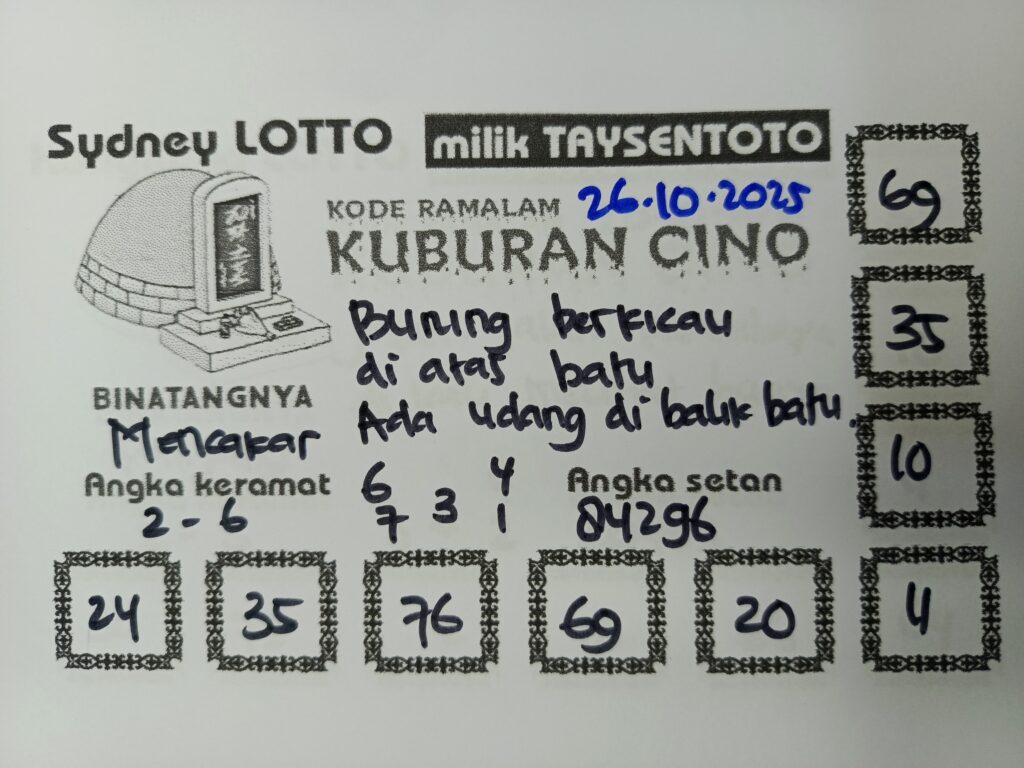 Sydney LOTTO
milik TAYSENTOTO
KODE RAMALAM 26.10.2025
KUBURAN CINO
Buning berkicau
di atas batu
Ada udang di balik batu.
BINATANGNYA
Mencakar
Angka keramat
2 - 6
6 4
3
7 1
Angka setan
84296
69
35
10
24 35 76 69 20 4